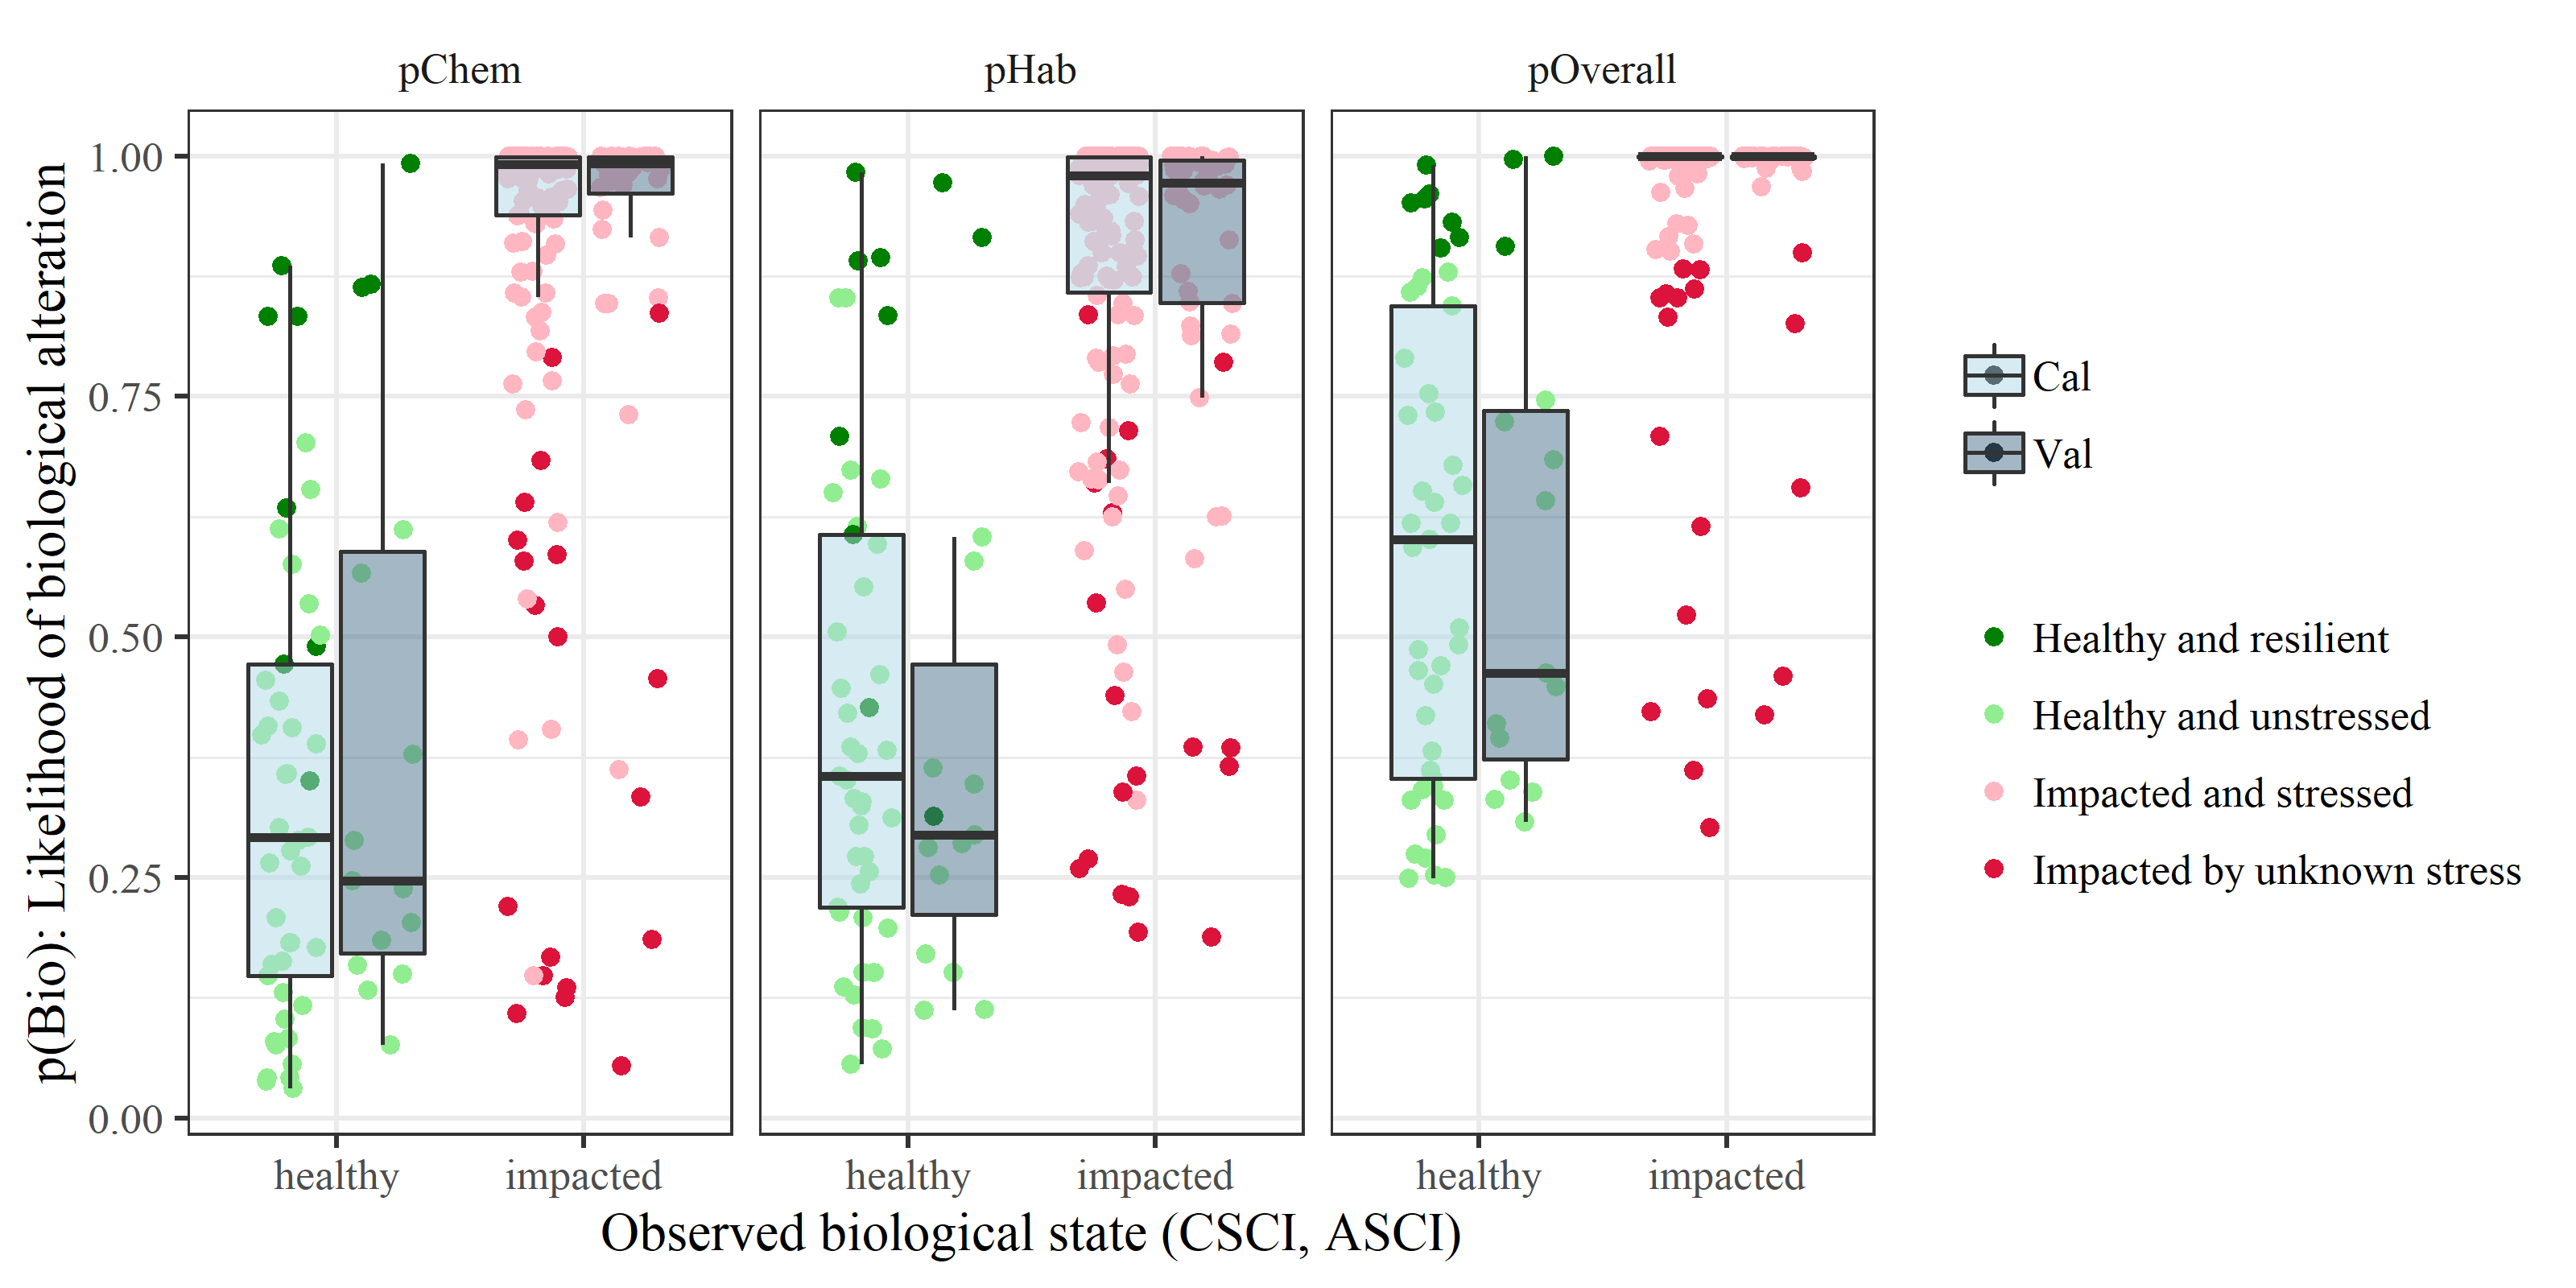 pChem
pHab
pOverall
p(Bio): Likelihood of biological alteration
1.00
0.75
0.50
0.25
0.00
healthy
impacted
healthy
impacted
healthy
impacted
Observed biological state (CSCI, ASCI)
Cal
Val
Healthy and resilient
Healthy and unstressed
Impacted and stressed
Impacted by unknown stress